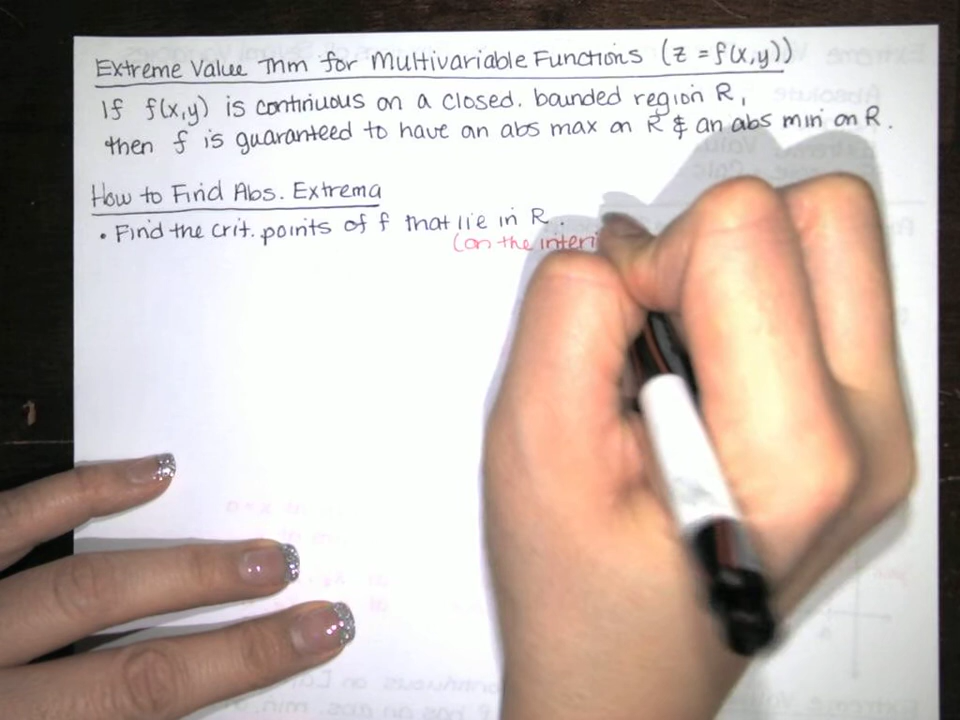 Extreme Value Thm for Multivariable Functions (z = f(x,y))
If f(x,y) is continuous on a closed, bounded region R,
then f is guaranteed to have an abs max on R & an abs min on R.
How to Find Abs. Extrema
• Find the crit. points of f that lie in R.
(on the interi